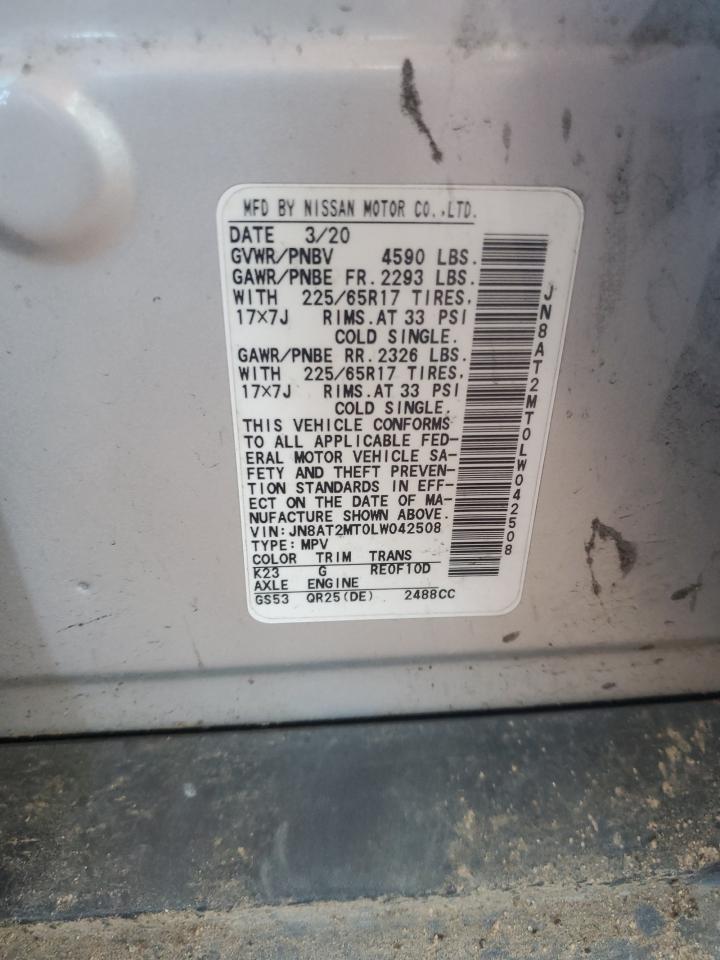 MFD BY NISSAN MOTOR CO.,LTD.
DATE 3/20
GVWR/PNBV 4590 LBS.
GAWR/PNBE FR. 2293 LBS.
WITH 225/65R17 TIRES,
17×7J RIMS.AT 33 PSI
COLD SINGLE.
GAWR/PNBE RR. 2326 LBS.
WITH 225/65R17 TIRES,
17×7J RIMS.AT 33 PSI
COLD SINGLE.
THIS VEHICLE CONFORMS
TO ALL APPLICABLE FED-
ERAL MOTOR VEHICLE SA-
FETY AND THEFT PREVEN-
TION STANDARDS IN EFF-
ECT ON THE DATE OF MA-
NUFACTURE SHOWN ABOVE.
VIN: JN8AT2MT0LW042508
TYPE: MPV
COLOR TRIM TRANS
K23 G RE0F10D
AXLE ENGINE
GS53 QR25(DE) 2488CC
JN8AT2MT0LW042508